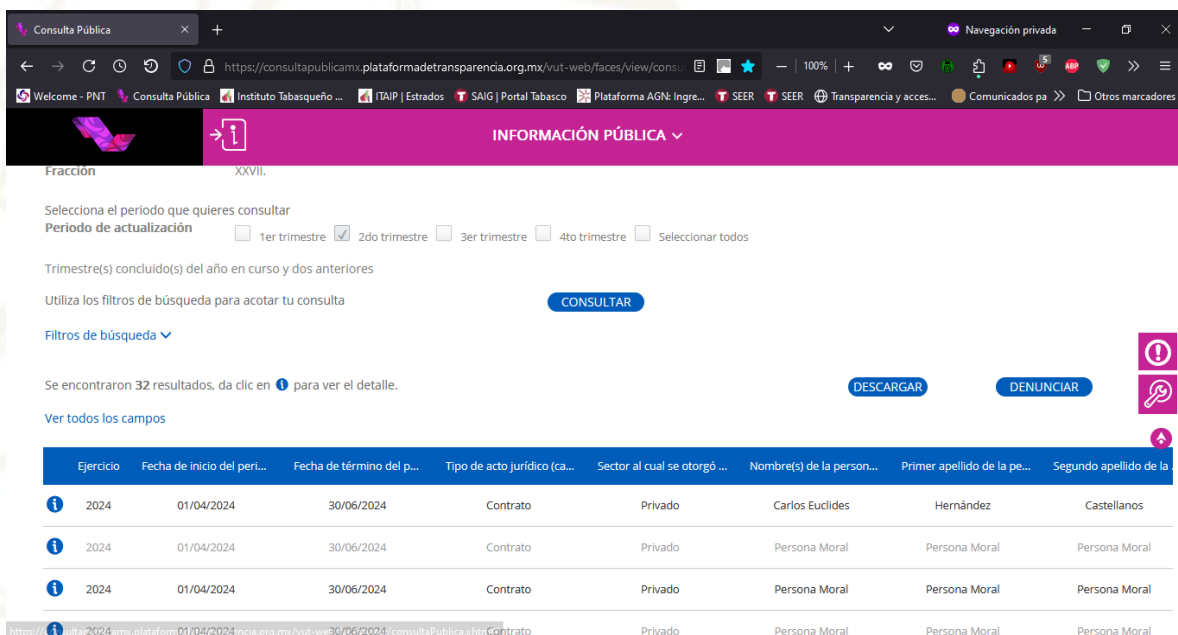 Consulta Pública
Navegación privada
https://consultapublicamx.plataformadetransparencia.org.mx/vut-web/faces/view/consu
100%
Welcome - PNT Consulta Pública Instituto Tabasqueño ... ITAIP | Estrados SAIG | Portal Tabasco Plataforma AGN: Ingre... SEER SEER Transparencia y acces... Comunicados pa Otros marcadores
INFORMACIÓN PÚBLICA
Fracción XXVII.
Selecciona el periodo que quieres consultar
Periodo de actualización 1er trimestre 2do trimestre 3er trimestre 4to trimestre Seleccionar todos
Trimestre(s) concluido(s) del año en curso y dos anteriores
Utiliza los filtros de búsqueda para acotar tu consulta CONSULTAR
Filtros de búsqueda
Se encontraron 32 resultados, da clic en i para ver el detalle. DESCARGAR DENUNCIAR
Ver todos los campos
Ejercicio Fecha de inicio del peri... Fecha de término del p... Tipo de acto jurídico (ca... Sector al cual se otorgó ... Nombre(s) de la person... Primer apellido de la pe... Segundo apellido de la
2024 01/04/2024 30/06/2024 Contrato Privado Carlos Euclides Hernández Castellanos
2024 01/04/2024 30/06/2024 Contrato Privado Persona Moral Persona Moral Persona Moral
2024 01/04/2024 30/06/2024 Contrato Privado Persona Moral Persona Moral Persona Moral
2024 01/04/2024 30/06/2024 Contrato Privado Persona Moral Persona Moral Persona Moral